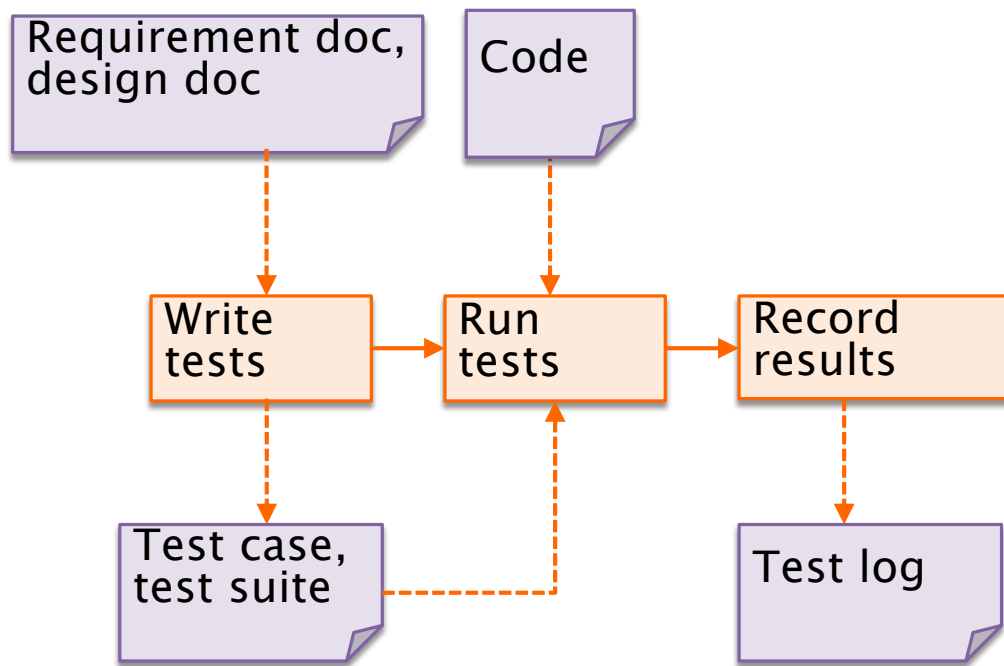 Requirement doc,
design doc
Code
Write
tests
Run
tests
Record
results
Test case,
test suite
Test log